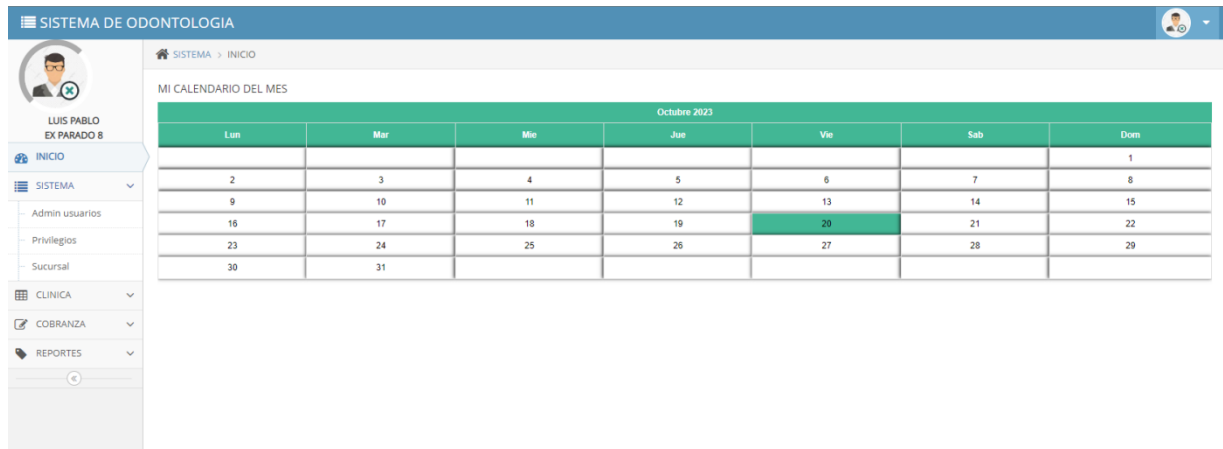 SISTEMA DE ODONTOLOGIA
LUIS PABLO
EX PARADO 8
INICIO
SISTEMA
Admin usuarios
Privilegios
Sucursal
CLINICA
COBRANZA
REPORTES
SISTEMA > INICIO
MI CALENDARIO DEL MES
Octubre 2023
Lun Mar Mie Jue Vie Sab Dom
1
2 3 4 5 6 7 8
9 10 11 12 13 14 15
16 17 18 19 20 21 22
23 24 25 26 27 28 29
30 31